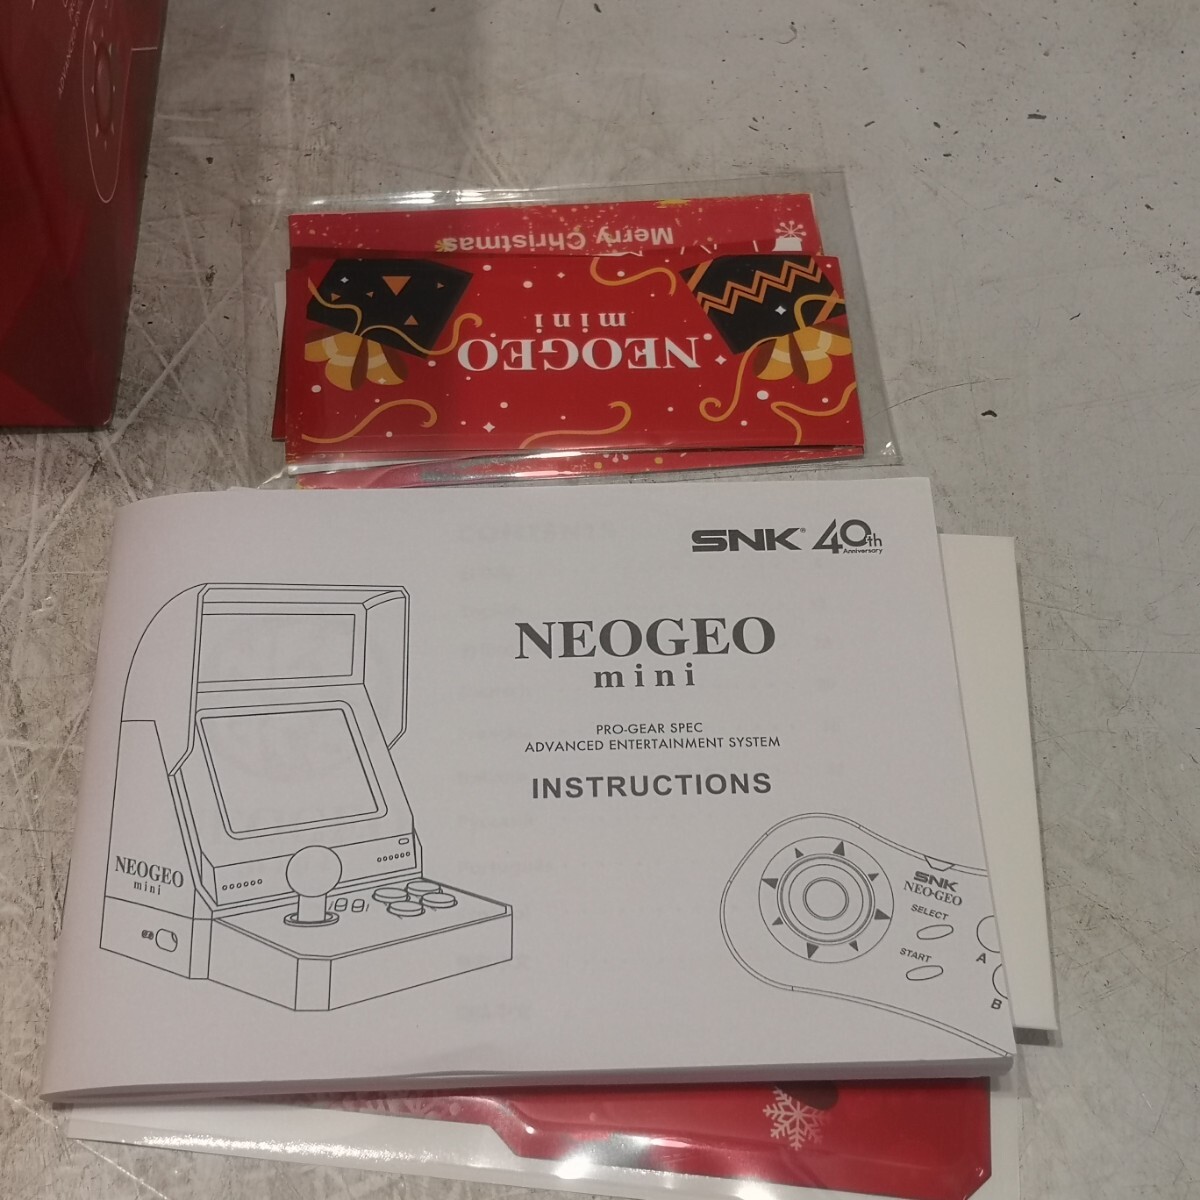 Merry Christmas
NEOGEO
mini
SNK 40th
Anniversary
NEOGEO
mini
PRO-GEAR SPEC
ADVANCED ENTERTAINMENT SYSTEM
INSTRUCTIONS
NEOGEO
mini
SNK
NEO·GEO
SELECT
START
A
B